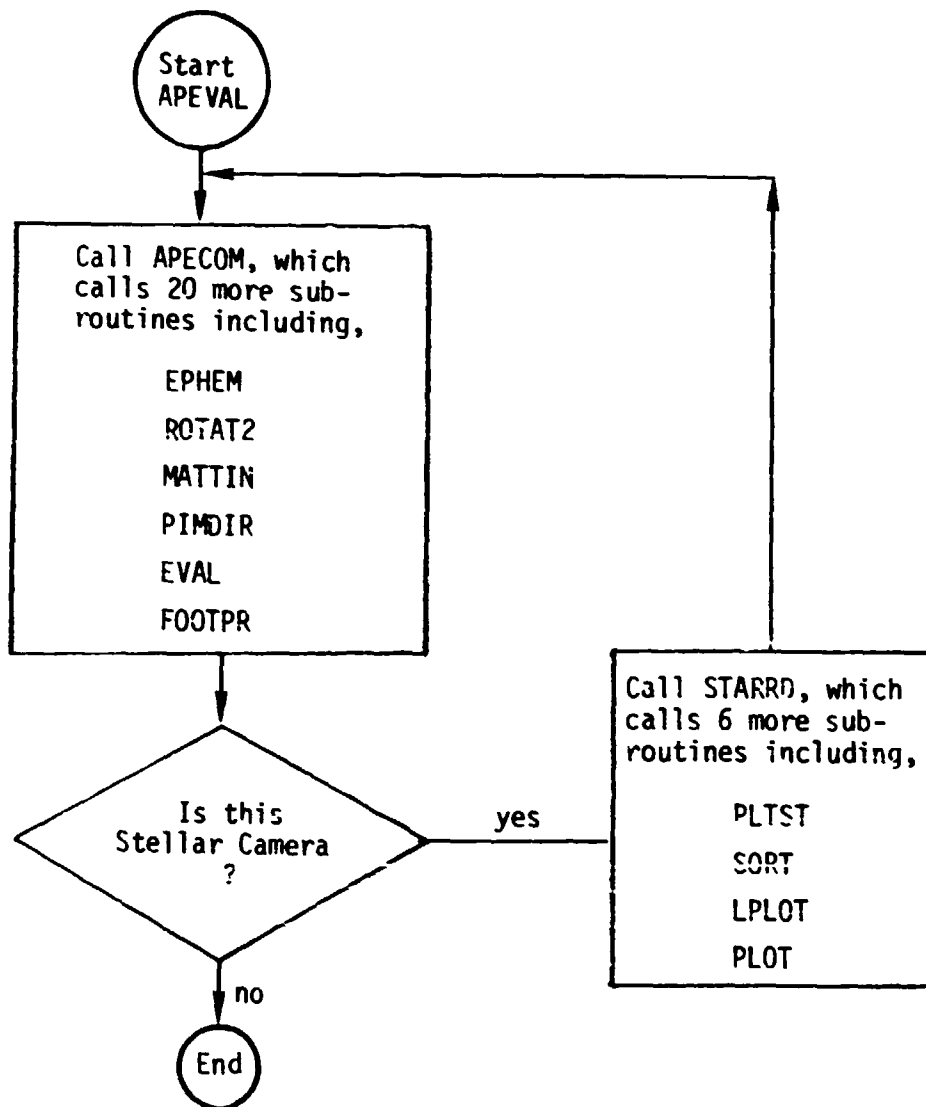 Start
APEVAL
Call APECOM, which
calls 20 more sub-
routines including,
EPHEM
ROTAT2
MATTIN
PIMDIR
EVAL
FOOTPR
Is this
Stellar Camera
?
yes
no
End
Call STARRD, which
calls 6 more sub-
routines including,
PLTST
SORT
LPLOT
PLOT